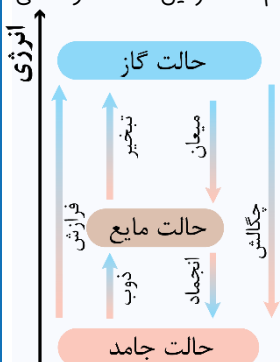 انرژی
حالت گاز
میعان
تبخیر
چگالش
فرازش
حالت مایع
انجماد
ذوب
حالت جامد